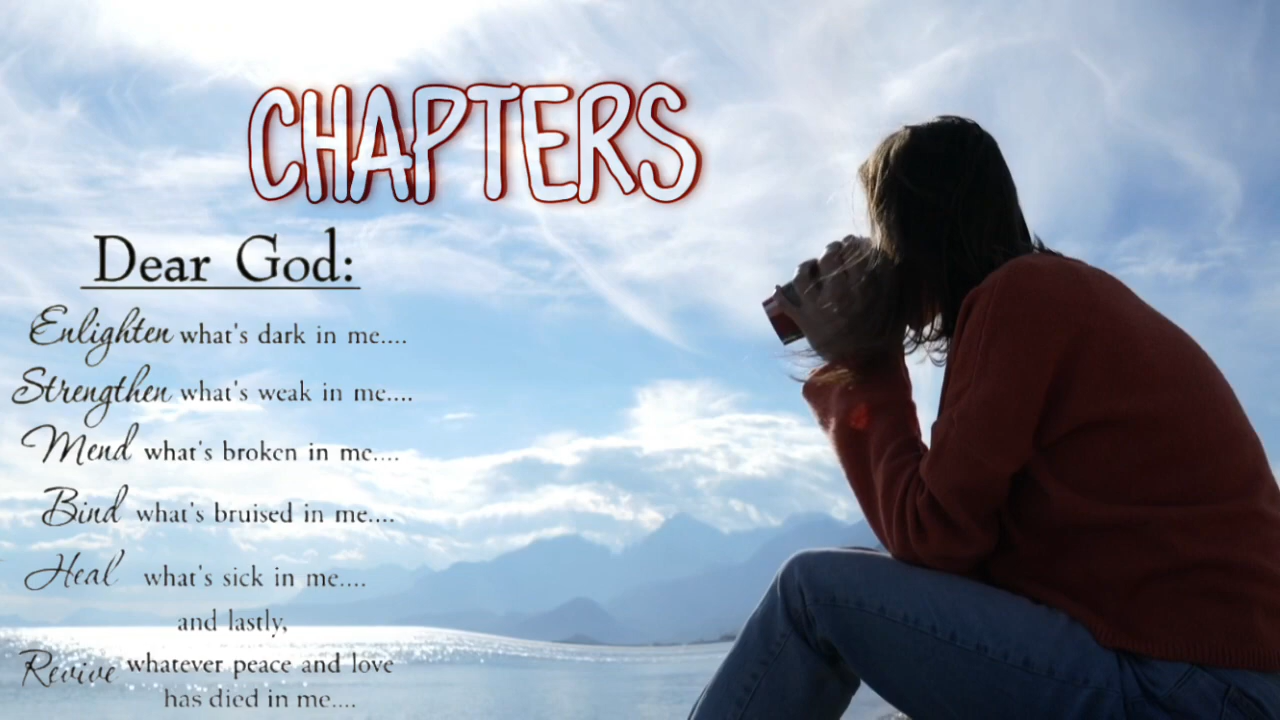 CHAPTERS
Dear God:
Enlighten what's dark in me....
Strengthen what's weak in me....
Mend what's broken in me....
Bind what's bruised in me....
Heal what's sick in me....
and lastly,
Revive whatever peace and love
has died in me....